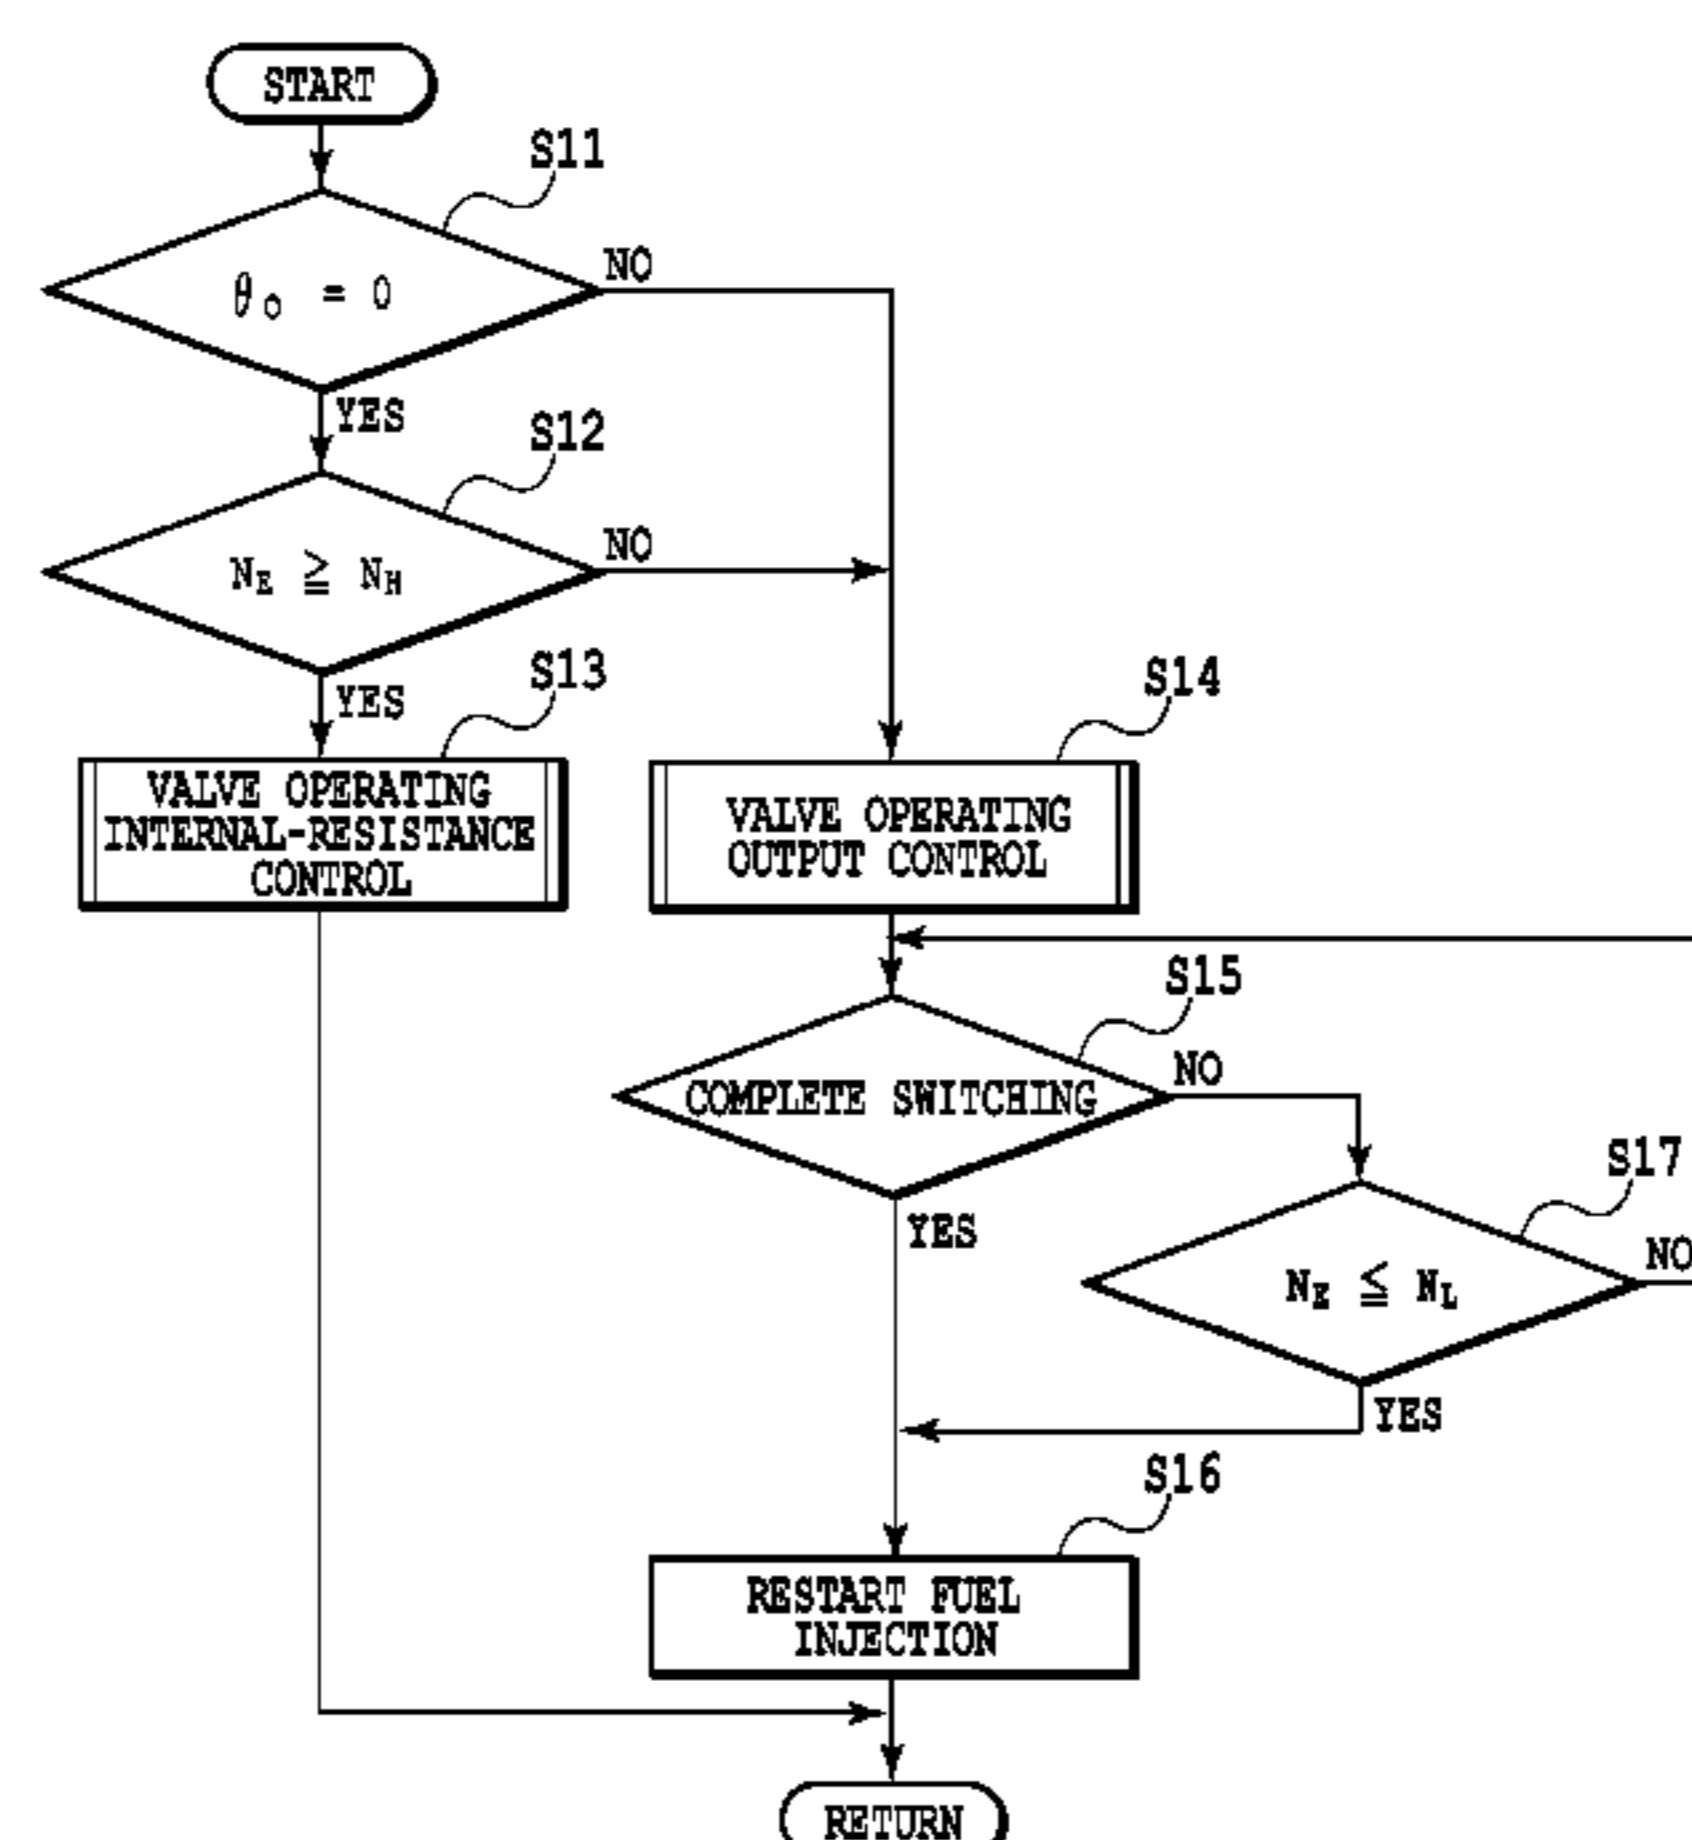 START
S11
θo = 0
NO
YES
S12
NE ≧ NH
NO
YES
S13
VALVE OPERATING
INTERNAL-RESISTANCE
CONTROL
S14
VALVE OPERATING
OUTPUT CONTROL
S15
COMPLETE SWITCHING
NO
YES
S17
NE ≦ NL
NO
YES
S16
RESTART FUEL
INJECTION
RETURN